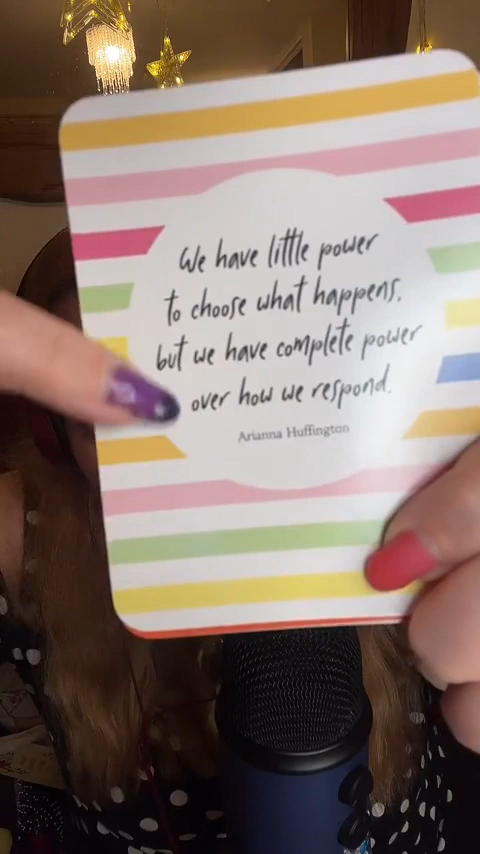 We have little power
to choose what happens,
but we have complete power
over how we respond.
Arianna Huffington